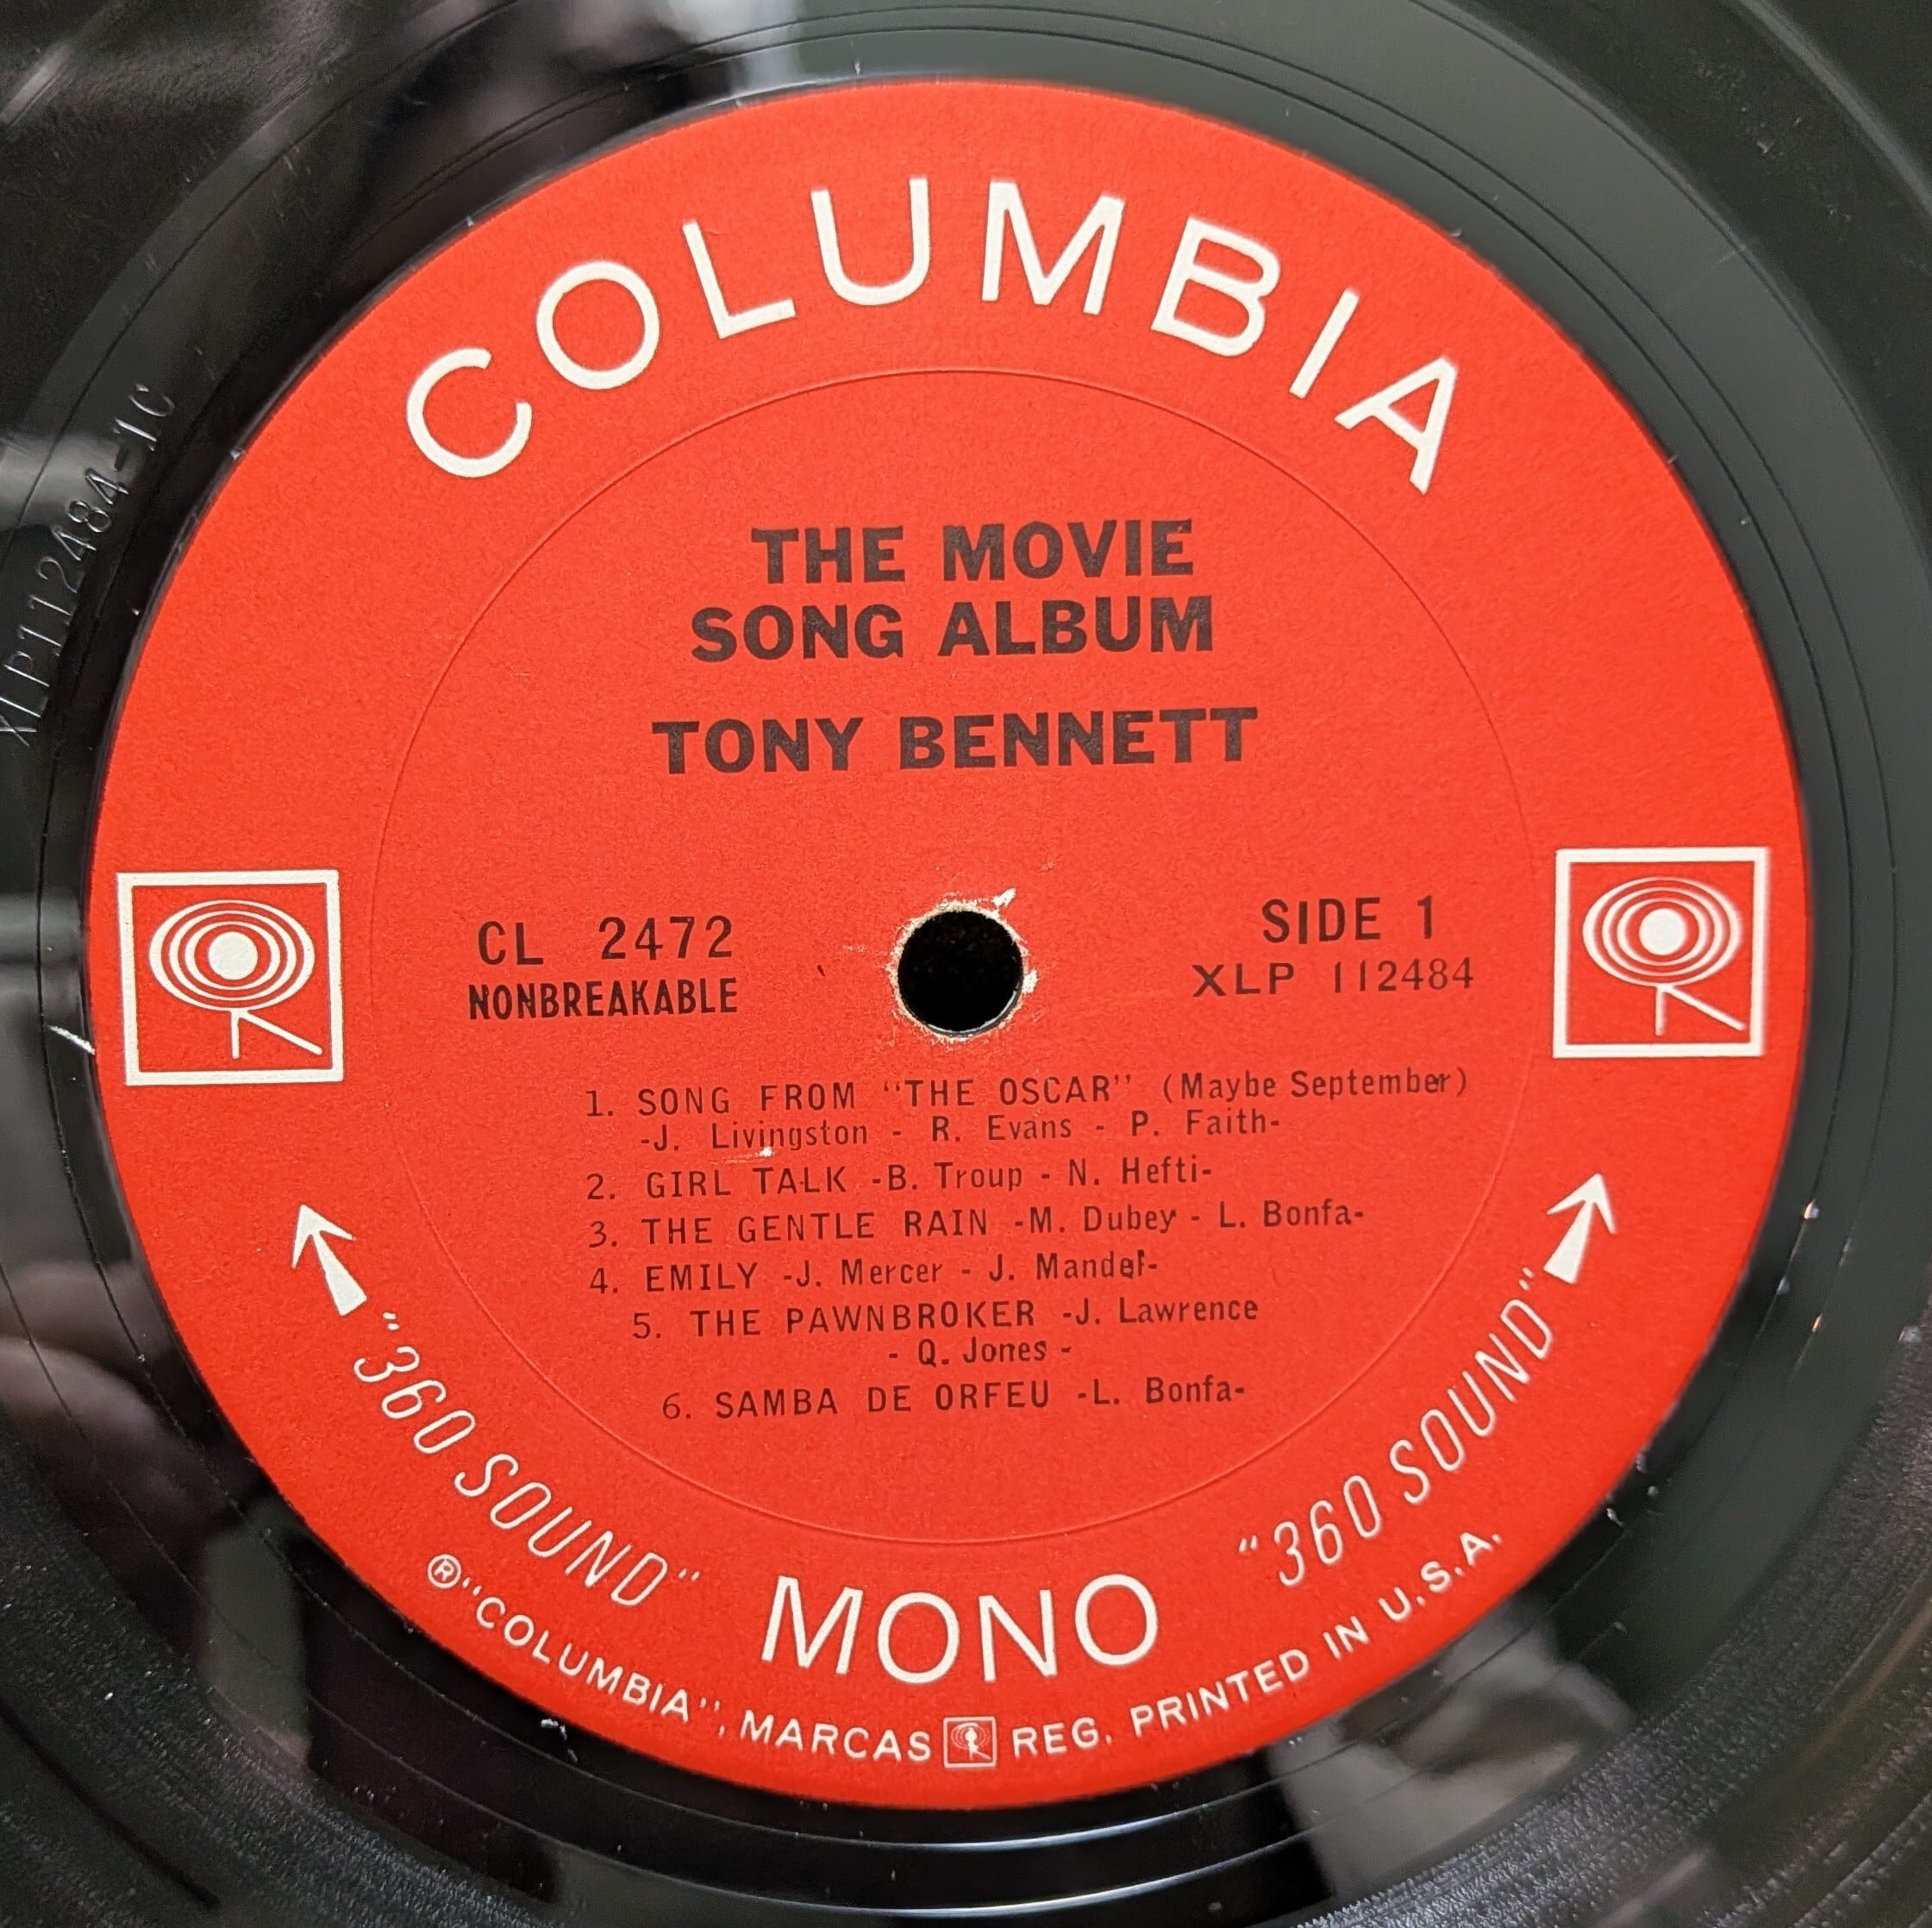 COLUMBIA
THE MOVIE
SONG ALBUM
TONY BENNETT
CL 2472
NONBREAKABLE
SIDE 1
XLP 112484
1. SONG FROM "THE OSCAR" (Maybe September)
-J. Livingston - R. Evans - P. Faith-
2. GIRL TALK -B. Troup - N. Hefti-
3. THE GENTLE RAIN -M. Dubey - L. Bonfa-
4. EMILY -J. Mercer - J. Mandel-
5. THE PAWNBROKER -J. Lawrence
- Q. Jones -
6. SAMBA DE ORFEU -L. Bonfa-
"360 SOUND"
MONO
"360 SOUND"
® "COLUMBIA", MARCAS REG. PRINTED IN U.S.A.
XLP112484-1C